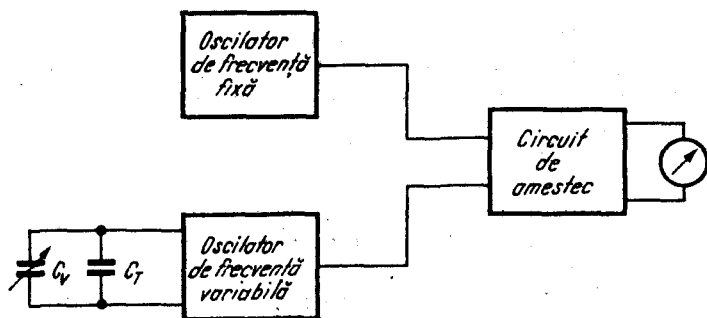 Oscilator
de frecvență
fixă
Circuit
de
amestec
Oscilator
de frecvență
variabilă
C_V
C_T